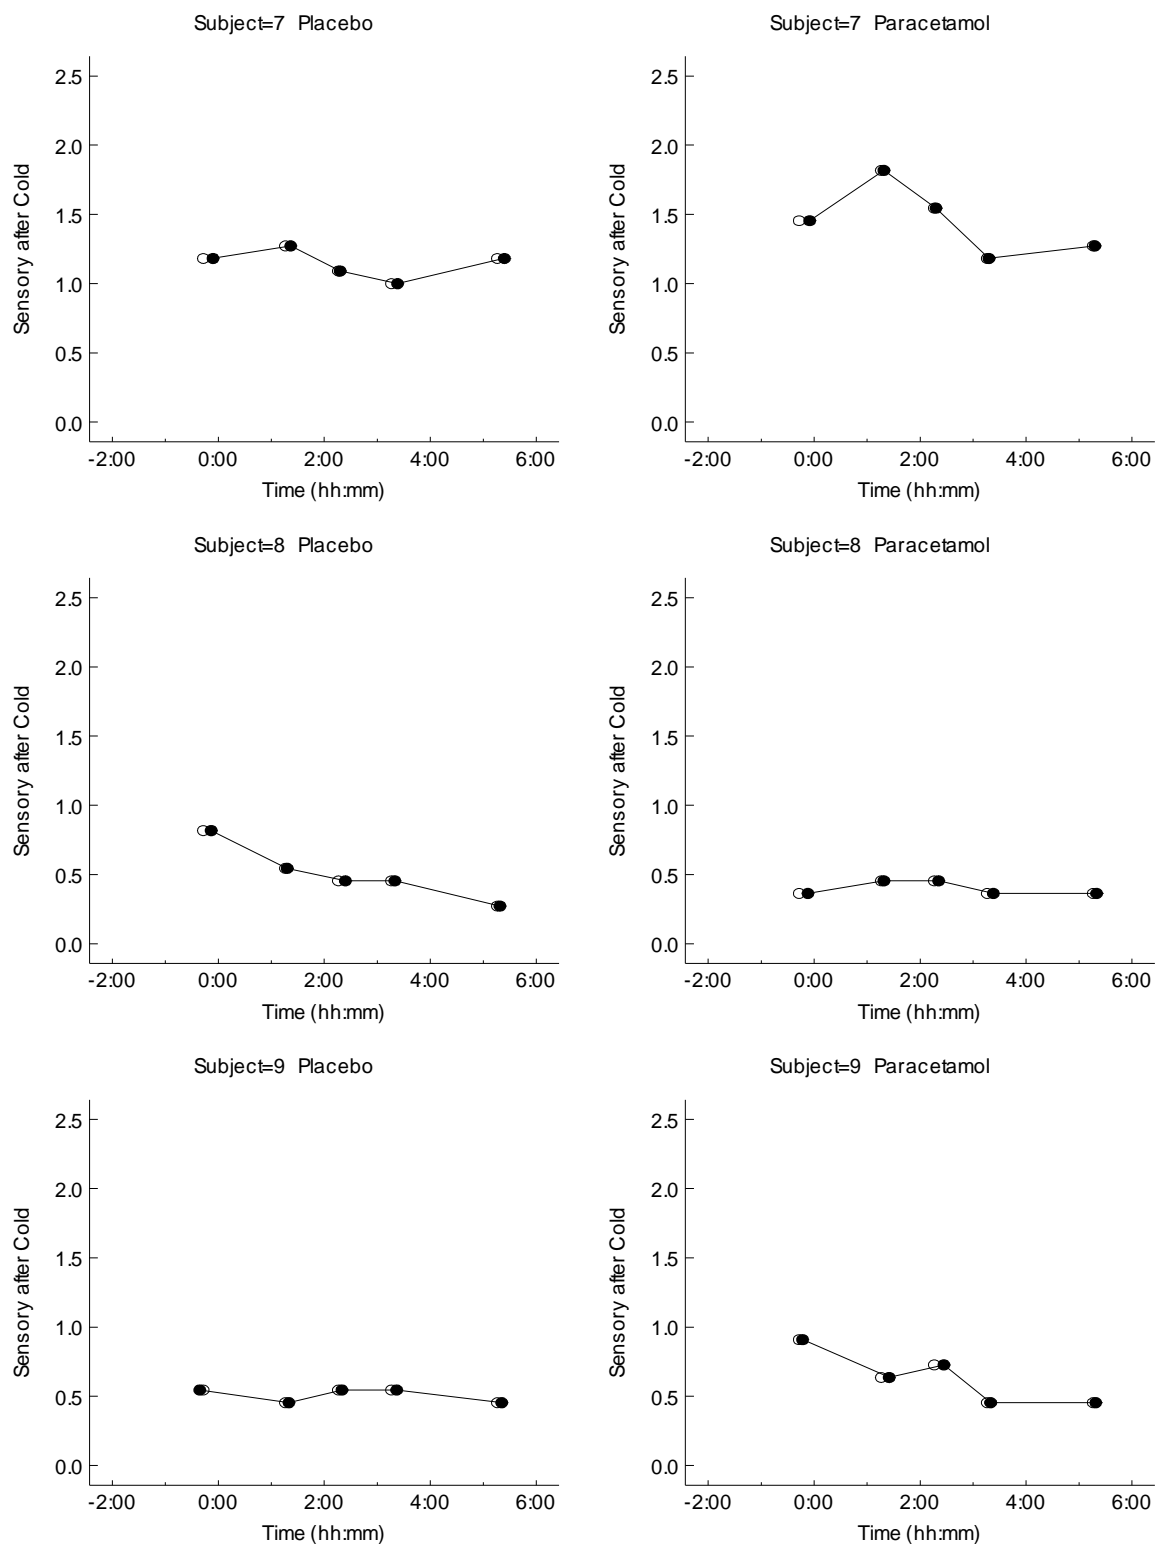 Subject=7 Placebo
Sensory after Cold
2.5
2.0
1.5
1.0
0.5
0.0
-2:00 0:00 2:00 4:00 6:00
Time (hh:mm)
Subject=7 Paracetamol
Sensory after Cold
2.5
2.0
1.5
1.0
0.5
0.0
-2:00 0:00 2:00 4:00 6:00
Time (hh:mm)
Subject=8 Placebo
Sensory after Cold
2.5
2.0
1.5
1.0
0.5
0.0
-2:00 0:00 2:00 4:00 6:00
Time (hh:mm)
Subject=8 Paracetamol
Sensory after Cold
2.5
2.0
1.5
1.0
0.5
0.0
-2:00 0:00 2:00 4:00 6:00
Time (hh:mm)
Subject=9 Placebo
Sensory after Cold
2.5
2.0
1.5
1.0
0.5
0.0
-2:00 0:00 2:00 4:00 6:00
Time (hh:mm)
Subject=9 Paracetamol
Sensory after Cold
2.5
2.0
1.5
1.0
0.5
0.0
-2:00 0:00 2:00 4:00 6:00
Time (hh:mm)